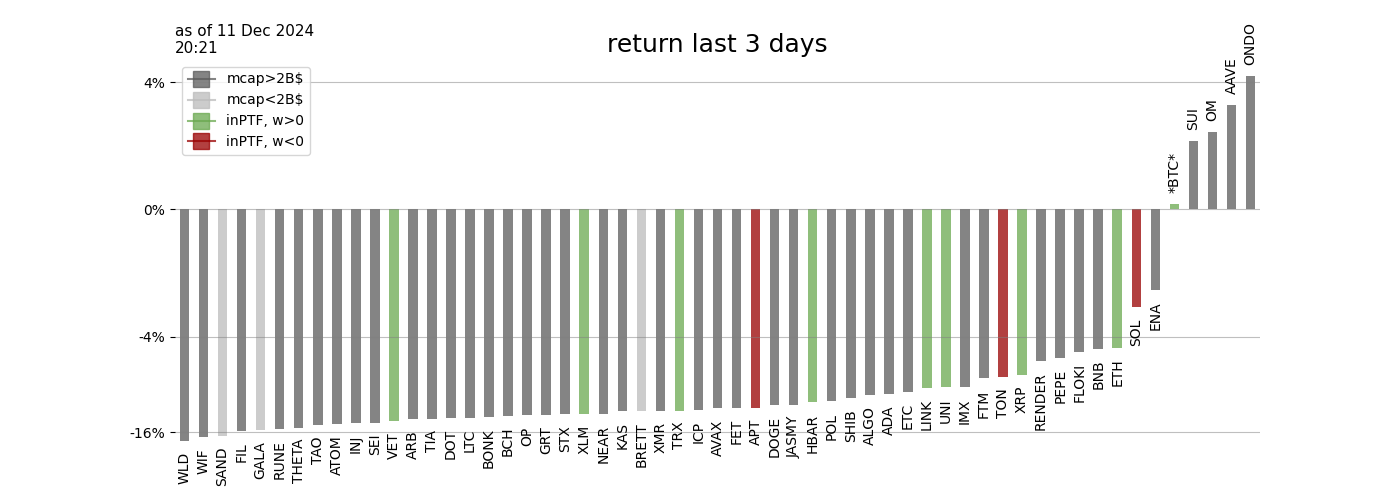 as of 11 Dec 2024
20:21
return last 3 days
mcap>2B$
mcap<2B$
inPTF, w>0
inPTF, w<0
4%
0%
-4%
-16%
WLD
WIF
SAND
FIL
GALA
RUNE
THETA
TAO
ATOM
INJ
SEI
VET
ARB
TIA
DOT
LTC
BONK
BCH
OP
GRT
STX
XLM
NEAR
KAS
BRETT
XMR
TRX
ICP
AVAX
FET
APT
DOGE
JASMY
HBAR
POL
SHIB
ALGO
ADA
ETC
LINK
UNI
IMX
FTM
TON
XRP
RENDER
PEPE
FLOKI
BNB
ETH
SOL
ENA
*BTC*
SUI
OM
AAVE
ONDO